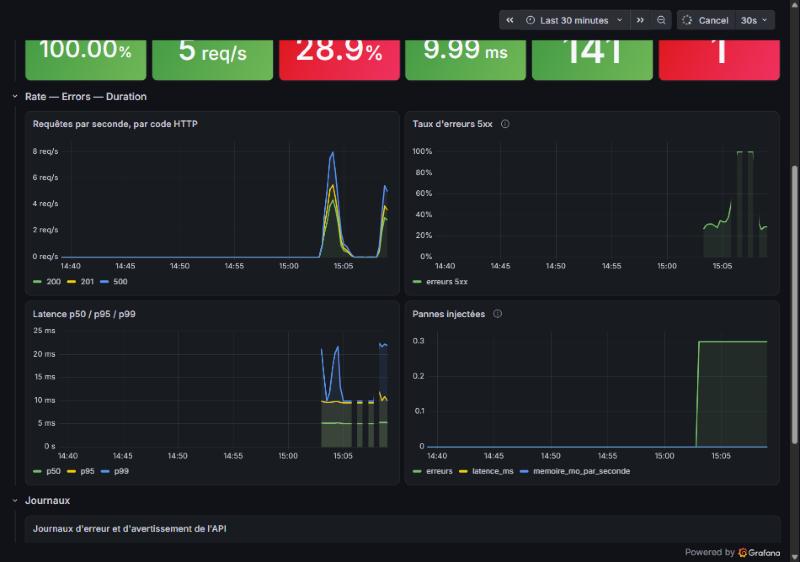 Last 30 minutes Cancel 30s
100.00% 5 req/s 28.9% 9.99 ms 141 1
Rate — Errors — Duration
Requêtes par seconde, par code HTTP
8 req/s
6 req/s
4 req/s
2 req/s
0 req/s
14:40 14:45 14:50 14:55 15:00 15:05
200 201 500
Taux d'erreurs 5xx
100%
80%
60%
40%
20%
0%
14:40 14:45 14:50 14:55 15:00 15:05
erreurs 5xx
Latence p50 / p95 / p99
25 ms
20 ms
15 ms
10 ms
5 ms
0 s
14:40 14:45 14:50 14:55 15:00 15:05
p50 p95 p99
Pannes injectées
0.3
0.2
0.1
0
14:40 14:45 14:50 14:55 15:00 15:05
erreurs latence_ms memoire_mo_par_seconde
Journaux
Journaux d'erreur et d'avertissement de l'API
Powered by Grafana